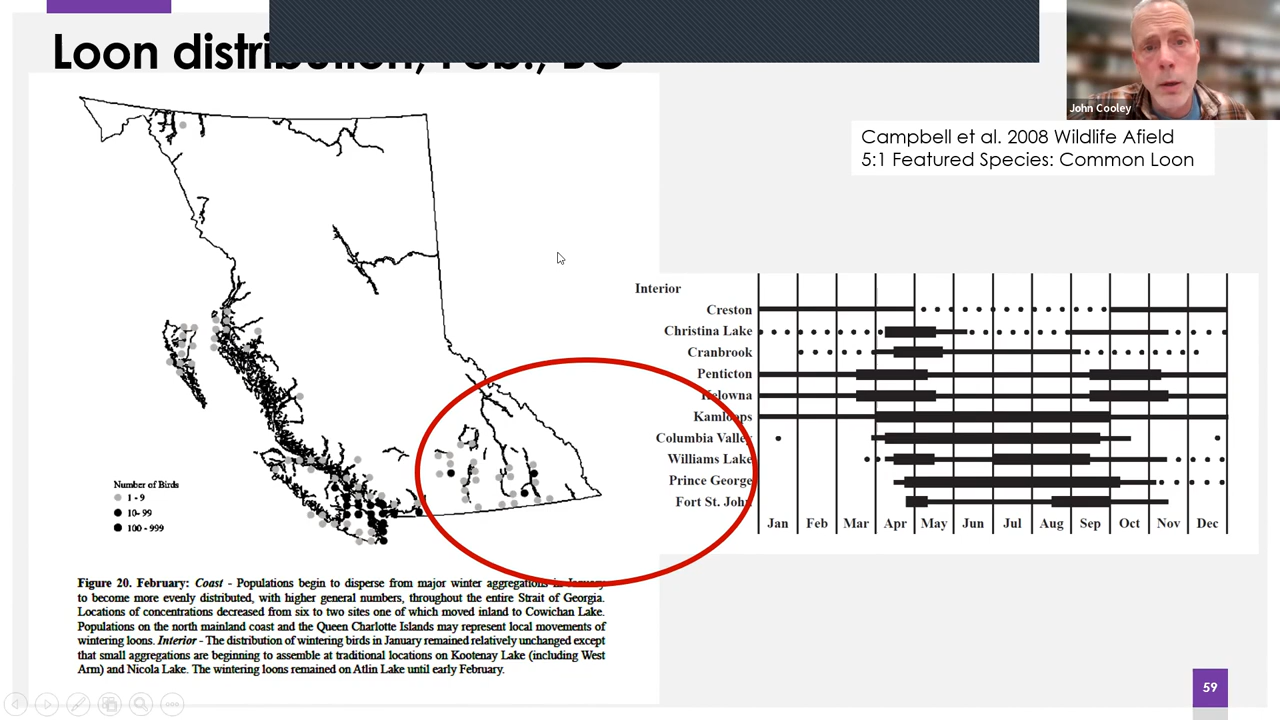 Loon distribution, Feb., BC
John Cooley
Campbell et al. 2008 Wildlife Afield
5:1 Featured Species: Common Loon
Number of Birds
1 - 9
10- 99
100 - 999
Figure 20. February: Coast - Populations begin to disperse from major winter aggregations in January
to become more evenly distributed, with higher general numbers, throughout the entire Strait of Georgia.
Locations of concentrations decreased from six to two sites one of which moved inland to Cowichan Lake.
Populations on the north mainland coast and the Queen Charlotte Islands may represent local movements of
wintering loons. Interior - The distribution of wintering birds in January remained relatively unchanged except
that small aggregations are beginning to assemble at traditional locations on Kootenay Lake (including West
Arm) and Nicola Lake. The wintering loons remained on Atlin Lake until early February.
Interior
Creston
Christina Lake
Cranbrook
Penticton
Kelowna
Kamloops
Columbia Valley
Williams Lake
Prince George
Fort St. John
Jan Feb Mar Apr May Jun Jul Aug Sep Oct Nov Dec
59